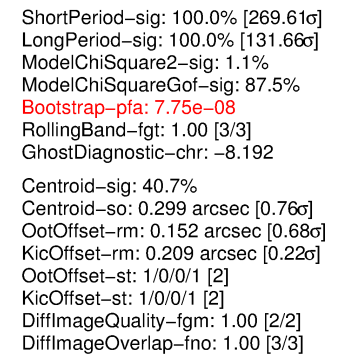 ShortPeriod-sig: 100.0% [269.61σ]
LongPeriod-sig: 100.0% [131.66σ]
ModelChiSquare2-sig: 1.1%
ModelChiSquareGof-sig: 87.5%
Bootstrap-pfa: 7.75e-08
RollingBand-fgt: 1.00 [3/3]
GhostDiagnostic-chr: -8.192
Centroid-sig: 40.7%
Centroid-so: 0.299 arcsec [0.76σ]
OotOffset-rm: 0.152 arcsec [0.68σ]
KicOffset-rm: 0.209 arcsec [0.22σ]
OotOffset-st: 1/0/0/1 [2]
KicOffset-st: 1/0/0/1 [2]
DiffImageQuality-fgm: 1.00 [2/2]
DiffImageOverlap-fno: 1.00 [3/3]